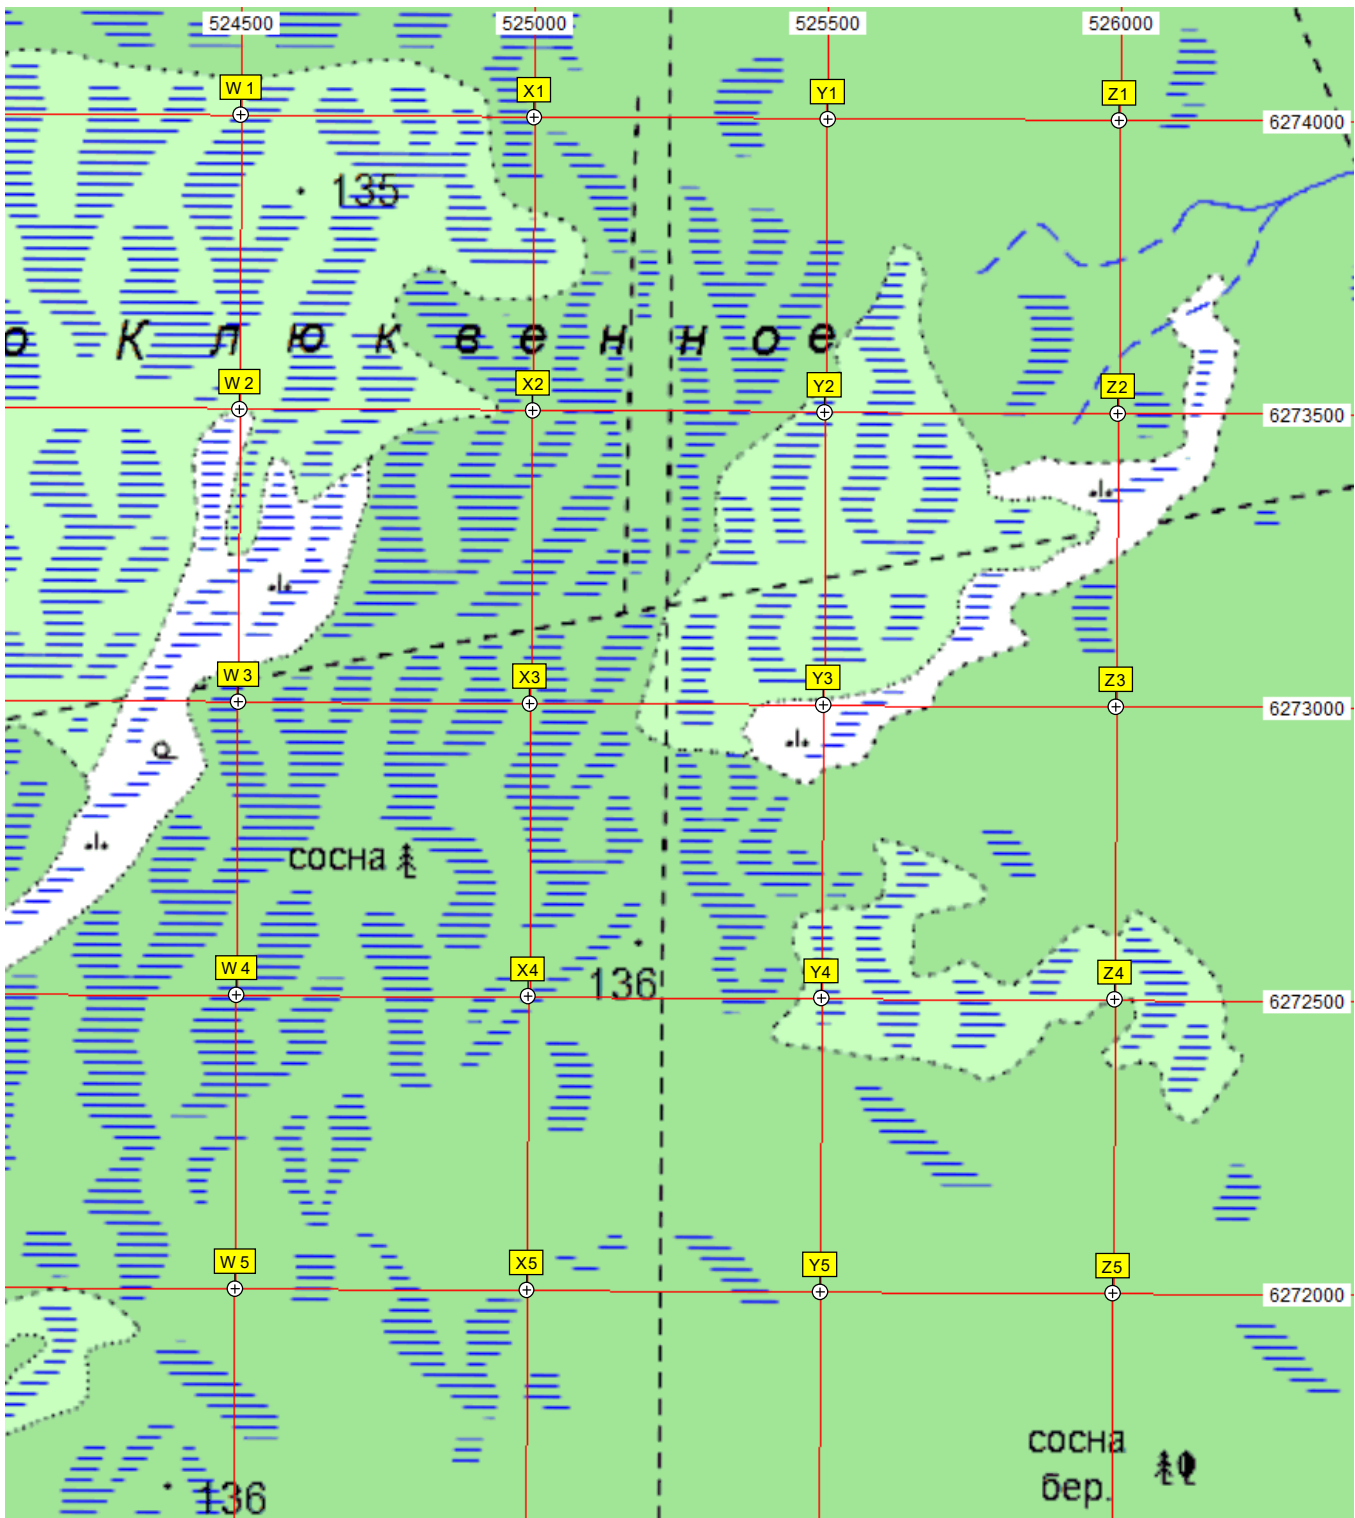 524500 525000 525500 526000
W 1 X1 Y1 Z1
6274000
135
о Клюквенное
W 2 X2 Y2 Z2
6273500
W 3 X3 Y3 Z3
6273000
сосна
136
W 4 X4 Y4 Z4
6272500
W 5 X5 Y5 Z5
6272000
сосна
бер.
136